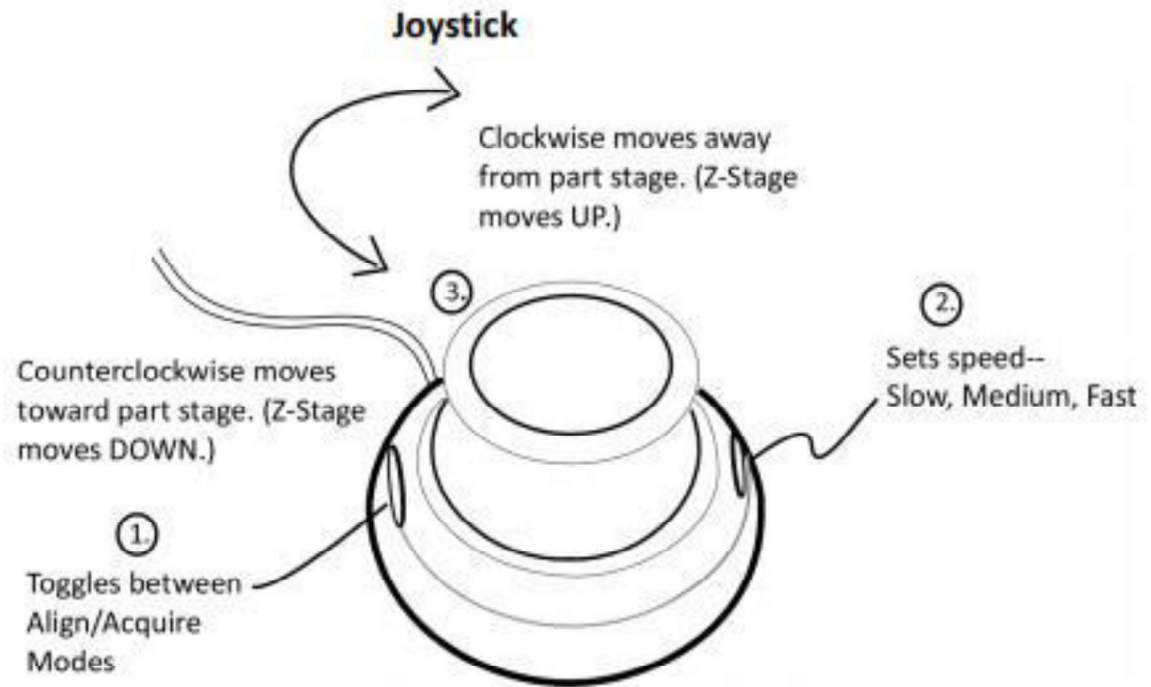 Joystick
Clockwise moves away
from part stage. (Z-Stage
moves UP.)
3.
2.
Sets speed--
Slow, Medium, Fast
Counterclockwise moves
toward part stage. (Z-Stage
moves DOWN.)
1.
Toggles between
Align/Acquire
Modes